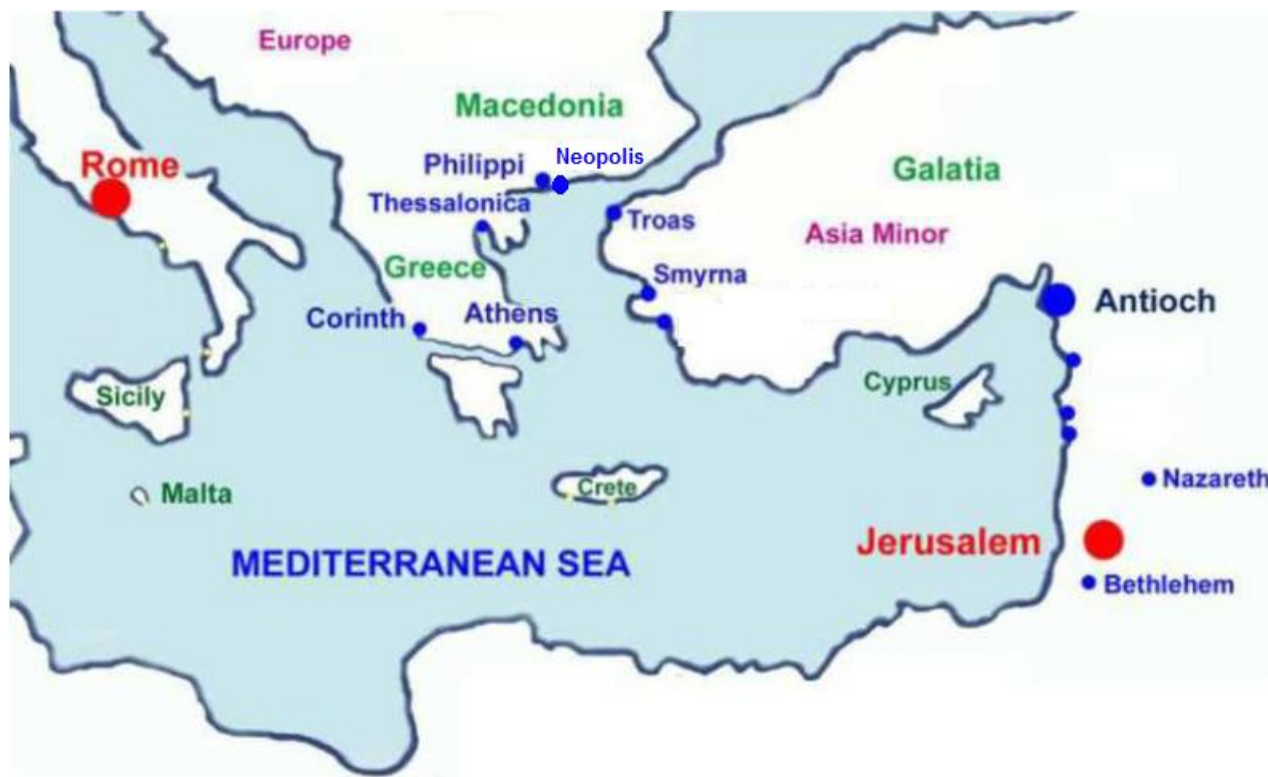 Europe
Macedonia
Rome
Philippi
Neopolis
Galatia
Thessalonica
Troas
Asia Minor
Greece
Smyrna
Antioch
Corinth
Athens
Sicily
Cyprus
Malta
Crete
Nazareth
MEDITERRANEAN SEA
Jerusalem
Bethlehem